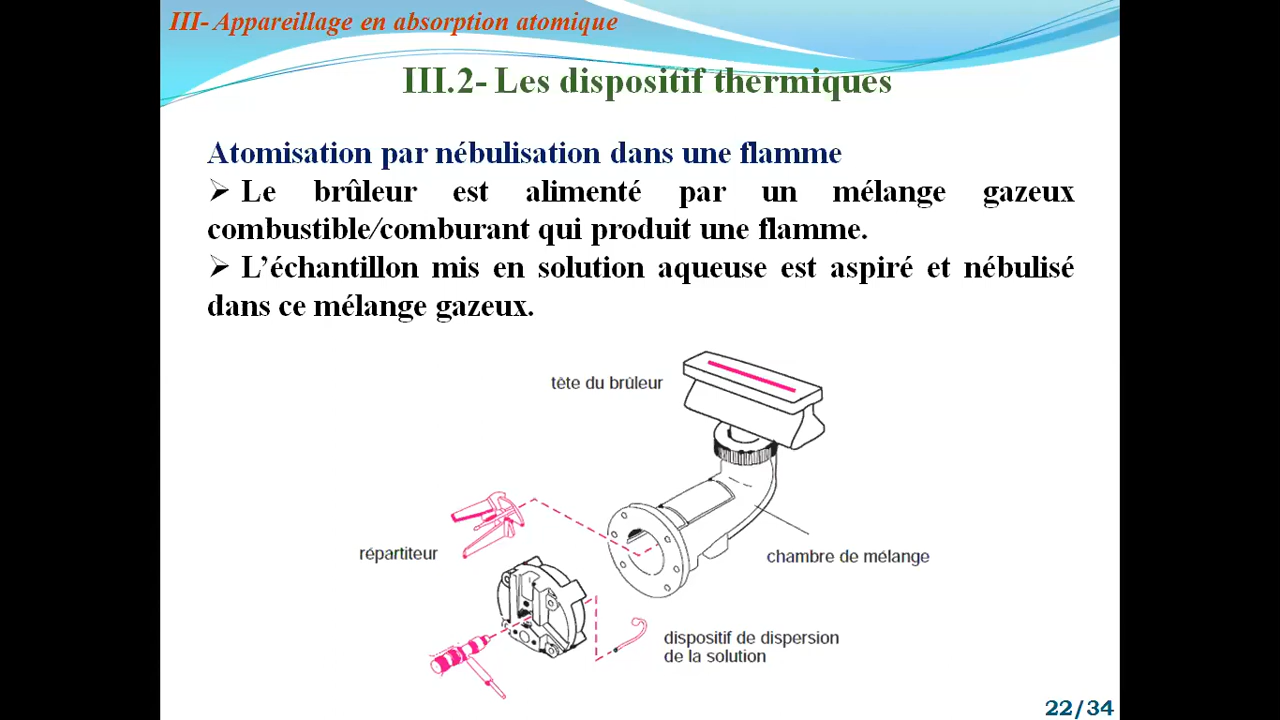 III- Appareillage en absorption atomique
III.2- Les dispositif thermiques
Atomisation par nébulisation dans une flamme
➢ Le brûleur est alimenté par un mélange gazeux
combustible/comburant qui produit une flamme.
➢ L’échantillon mis en solution aqueuse est aspiré et nébulisé
dans ce mélange gazeux.
tête du brûleur
répartiteur
chambre de mélange
dispositif de dispersion
de la solution
22/34